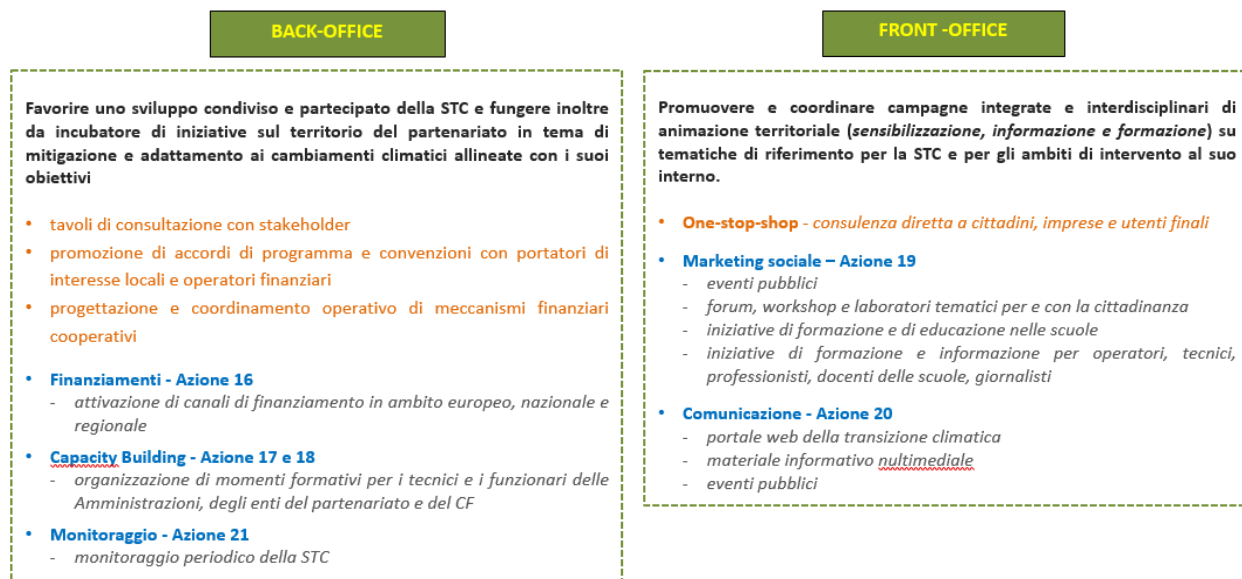 BACK-OFFICE
Favorire uno sviluppo condiviso e partecipato della STC e fungere inoltre
da incubatore di iniziative sul territorio del partenariato in tema di
mitigazione e adattamento ai cambiamenti climatici allineate con i suoi
obiettivi
• tavoli di consultazione con stakeholder
• promozione di accordi di programma e convenzioni con portatori di
interesse locali e operatori finanziari
• progettazione e coordinamento operativo di meccanismi finanziari
cooperativi
• Finanziamenti - Azione 16
- attivazione di canali di finanziamento in ambito europeo, nazionale e
regionale
• Capacity Building - Azione 17 e 18
- organizzazione di momenti formativi per i tecnici e i funzionari delle
Amministrazioni, degli enti del partenariato e del CF
• Monitoraggio - Azione 21
- monitoraggio periodico della STC
FRONT -OFFICE
Promuovere e coordinare campagne integrate e interdisciplinari di
animazione territoriale (sensibilizzazione, informazione e formazione) su
tematiche di riferimento per la STC e per gli ambiti di intervento al suo
interno.
• One-stop-shop - consulenza diretta a cittadini, imprese e utenti finali
• Marketing sociale – Azione 19
- eventi pubblici
- forum, workshop e laboratori tematici per e con la cittadinanza
- iniziative di formazione e di educazione nelle scuole
- iniziative di formazione e informazione per operatori, tecnici,
professionisti, docenti delle scuole, giornalisti
• Comunicazione - Azione 20
- portale web della transizione climatica
- materiale informativo nultimediale
- eventi pubblici